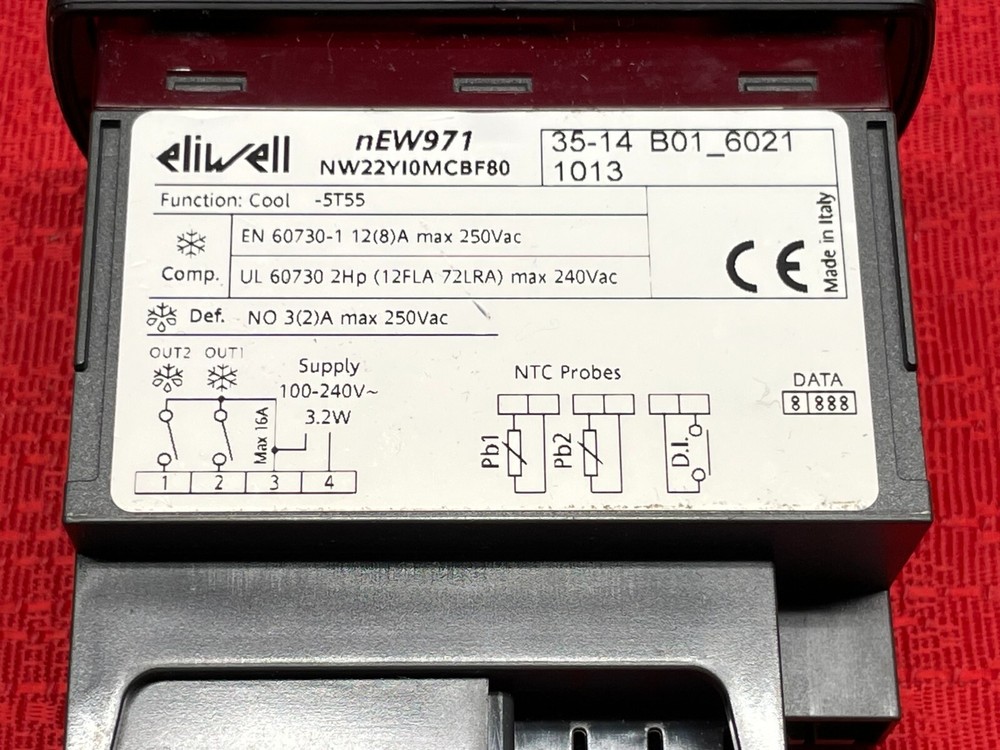 eliwell
nEW971
NW22YI0MCBF80
35-14 B01_6021
1013
Function: Cool -5T55
Comp.
EN 60730-1 12(8)A max 250Vac
UL 60730 2Hp (12FLA 72LRA) max 240Vac
CE
Made in Italy
Def. NO 3(2)A max 250Vac
OUT2 OUT1
Supply
100-240V~
3.2W
Max 16A
1 2 3 4
NTC Probes
Pb1
Pb2
D.I.
DATA
8 888